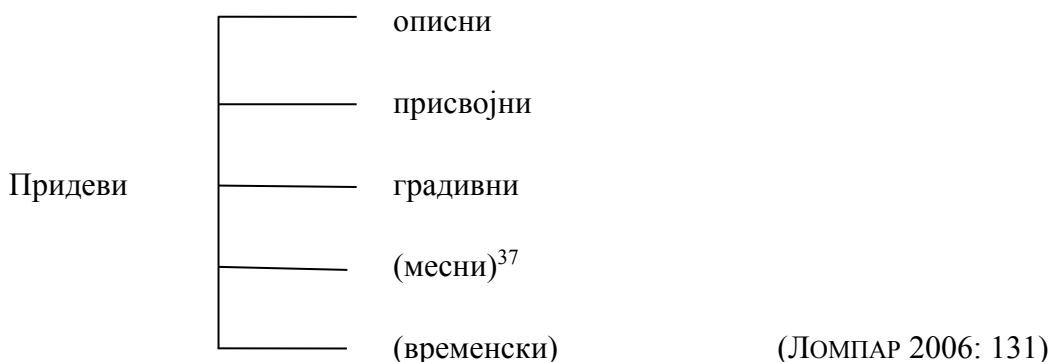 описни
присвојни
Придеви градивни
(месни)37
(временски) (ЛОМПАР 2006: 131)